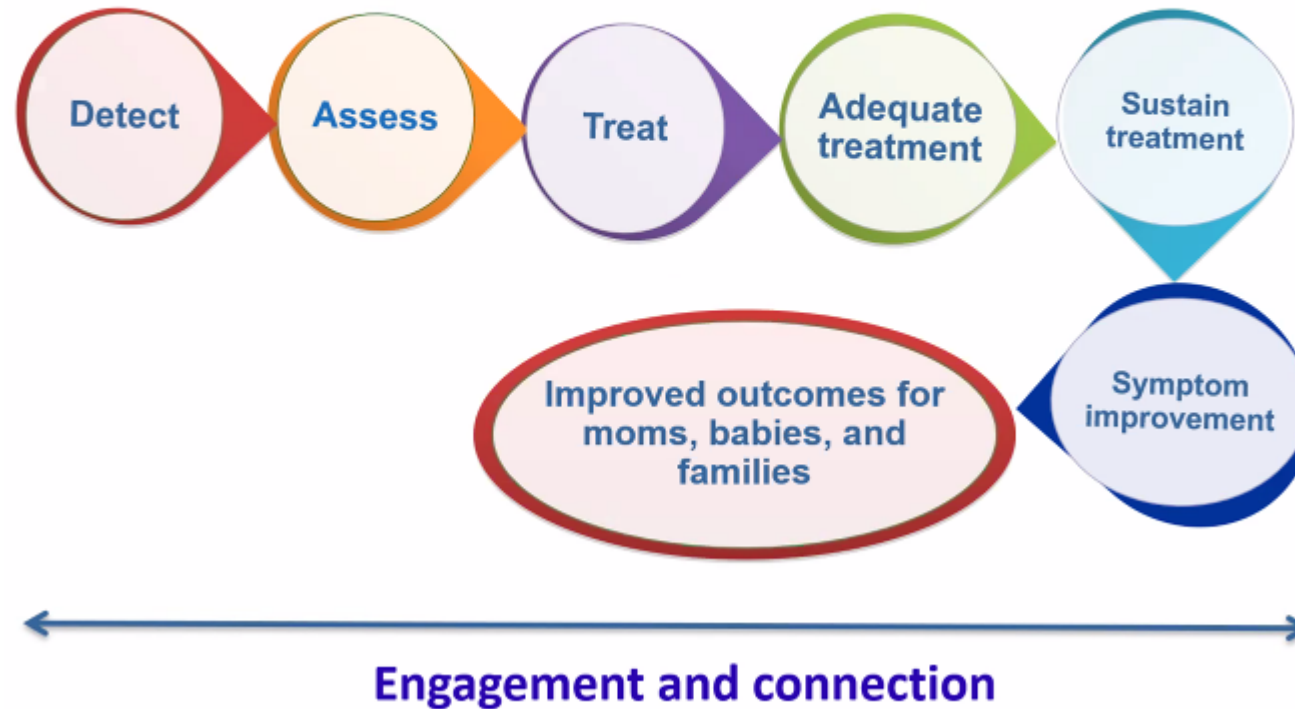 Detect
Assess
Treat
Adequate
treatment
Sustain
treatment
Symptom
improvement
Improved outcomes for
moms, babies, and
families
Engagement and connection